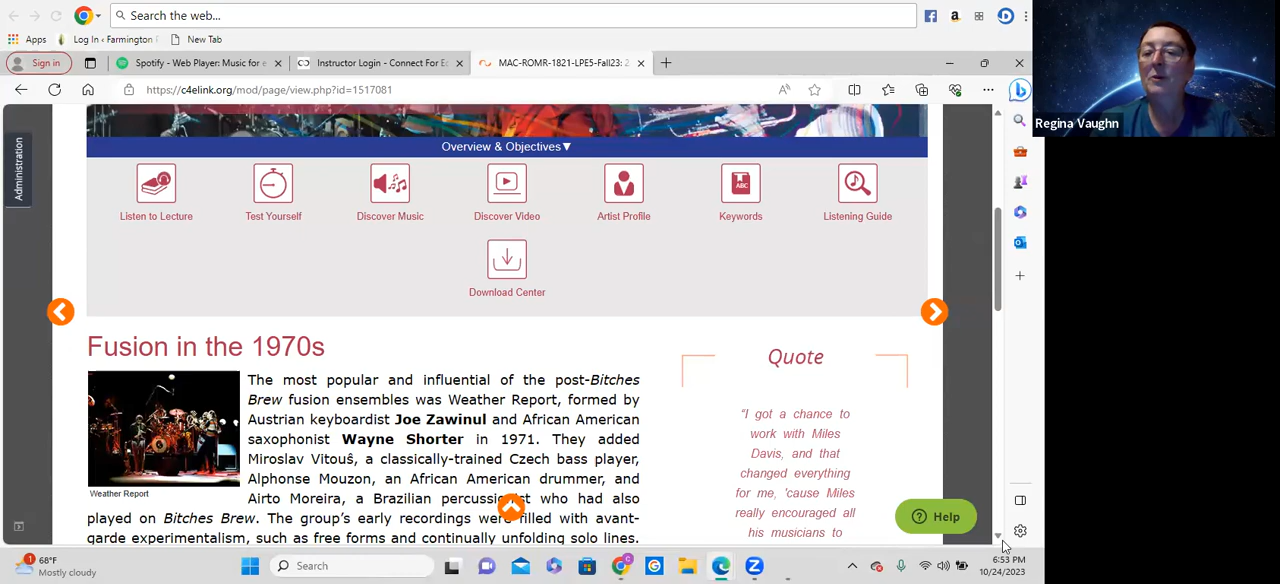 Search the web...
Apps
Log In ‹ Farmington
New Tab
Sign in
Spotify - Web Player: Music for e
Instructor Login - Connect For Ed
MAC-ROMR-1821-LPE5-Fall23: 2
https://c4elink.org/mod/page/view.php?id=1517081
Regina Vaughn
Administration
Overview & Objectives▼
Listen to Lecture
Test Yourself
Discover Music
Discover Video
Artist Profile
ABC
Keywords
Listening Guide
Download Center
Fusion in the 1970s
The most popular and influential of the post-Bitches
Brew fusion ensembles was Weather Report, formed by
Austrian keyboardist Joe Zawinul and African American
saxophonist Wayne Shorter in 1971. They added
Miroslav Vitouŝ, a classically-trained Czech bass player,
Alphonse Mouzon, an African American drummer, and
Airto Moreira, a Brazilian percussionist who had also
played on Bitches Brew. The group's early recordings were filled with avant-
garde experimentalism, such as free forms and continually unfolding solo lines.
Weather Report
Quote
"I got a chance to
work with Miles
Davis, and that
changed everything
for me, 'cause Miles
really encouraged all
his musicians to
Help
1
68°F
Mostly cloudy
Search
6:53 PM
10/24/2023